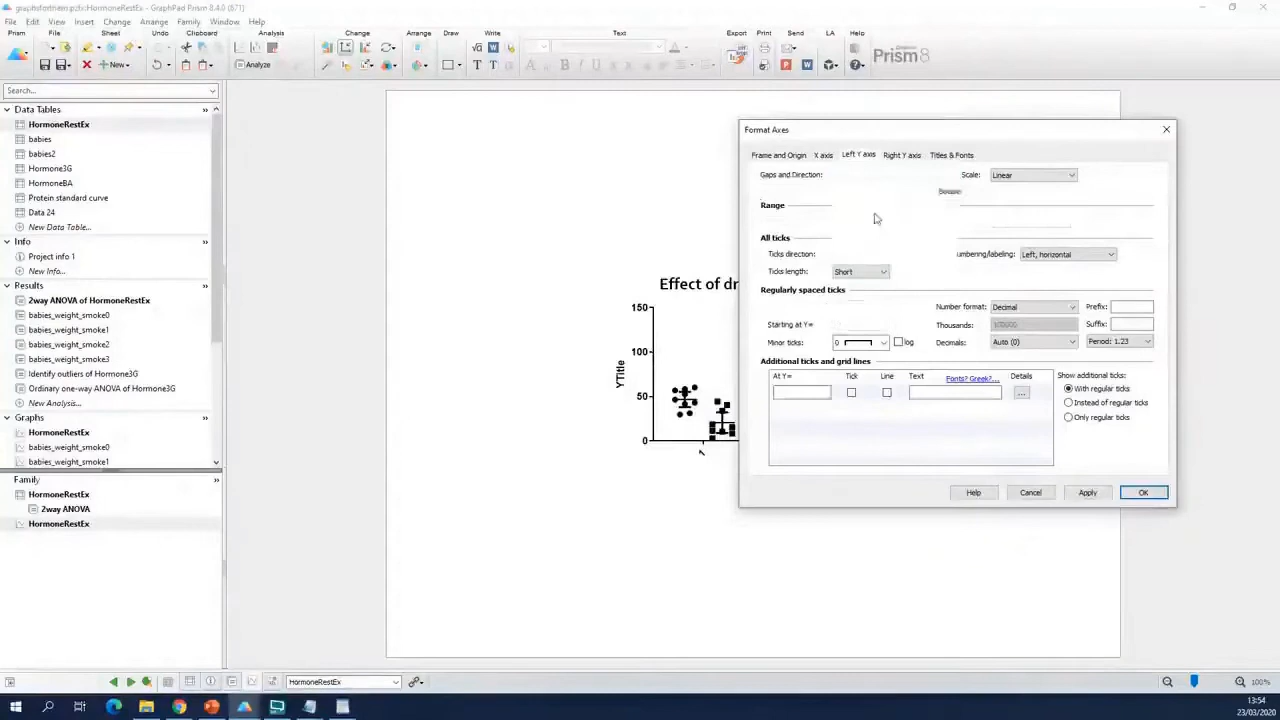 graphsfortnem.pzfx:HormoneRestEx - GraphPad Prism 8.4.0 (671)
File Edit View Insert Change Arrange Family Window Help
Prism File Sheet Undo Clipboard Analysis Change Arrange Draw Write Text Export Print Send LA Help
Prism 8
New
Analyze
Search...
Data Tables
HormoneRestEx
babies
babies2
Hormone3G
HormoneBA
Protein standard curve
Data 24
New Data Table...
Info
Project info 1
New Info...
Results
2way ANOVA of HormoneRestEx
babies_weight_smoke0
babies_weight_smoke1
babies_weight_smoke2
babies_weight_smoke3
Identify outliers of Hormone3G
Ordinary one-way ANOVA of HormoneRestEx
New Analysis...
Graphs
HormoneRestEx
babies_weight_smoke0
babies_weight_smoke1
Family
HormoneRestEx
2way ANOVA
HormoneRestEx
Effect of dr
150
100
50
0
YTitle
Format Axes
Frame and Origin X axis Left Y axis Right Y axis Titles & Fonts
Gaps and Direction: Scale: Linear
Range
All ticks
Ticks direction: umbering/labeling: Left, horizontal
Ticks length: Short
Regularly spaced ticks
Number format: Decimal Prefix:
Starting at Y= Thousands: 100000 Suffix:
Minor ticks: 0 log Decimals: Auto (0) Period: 1.23
Additional ticks and grid lines
At Y= Tick Line Text Fonts? Greek?... Details
...
Show additional ticks:
With regular ticks
Instead of regular ticks
Only regular ticks
Help Cancel Apply OK
HormoneRestEx
100%
13:54
23/03/2020